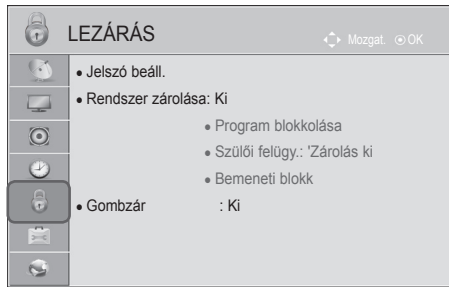 LEZÁRÁS
Mozgat. OK
• Jelszó beáll.
• Rendszer zárolása: Ki
• Program blokkolása
• Szülői felügy.: 'Zárolás ki
• Bemeneti blokk
• Gombzár : Ki